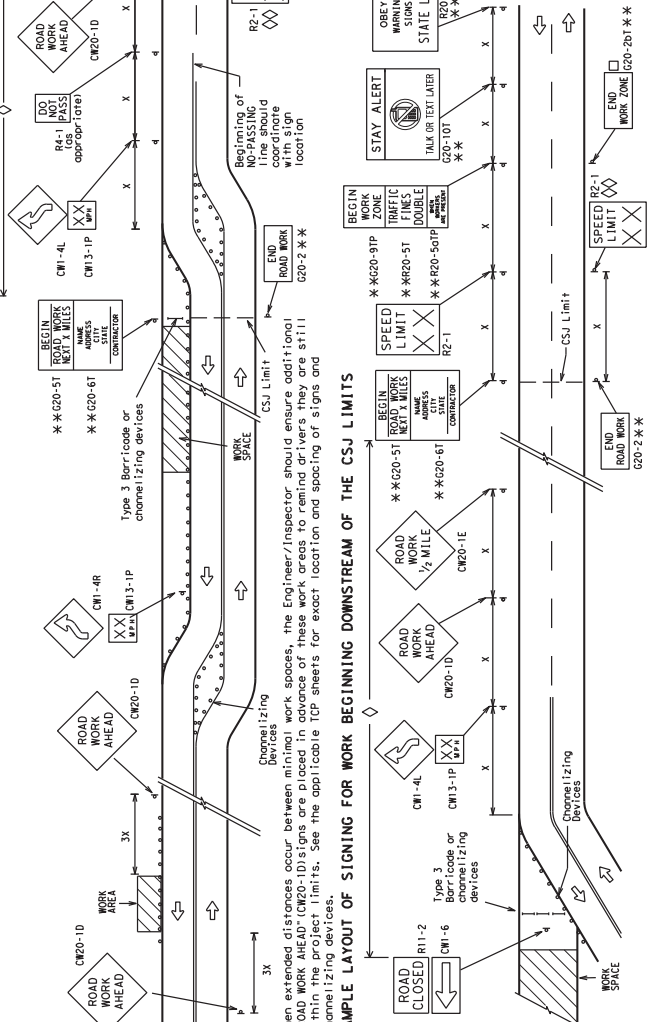 ROAD
WORK
AHEAD
CW20-1D
DO
NOT
PASS
R4-1
(as
appropriate)
CW1-4L
XX
MPH
CW13-1P
BEGIN
ROAD WORK
NEXT X MILES
NAME
ADDRESS
CITY
STATE
CONTRACTOR
* * G20-5T
* * G20-6T
Type 3 Barricade or
channelizing devices
CW1-4R
XX
MPH
CW13-1P
ROAD
WORK
AHEAD
CW20-1D
3X
WORK
AREA
CW20-1D
ROAD
WORK
AHEAD
3X
Channelizing
Devices
WORK
SPACE
CSJ Limit
END
ROAD WORK
G20-2 * *
Beginning of
NO-PASSING
line should
coordinate
with sign
location
R2-1
X
X
X
en extended distances occur between minimal work spaces, the Engineer/Inspector should ensure additional
OAD WORK AHEAD" (CW20-1D) signs are placed in advance of these work areas to remind drivers they are still
thin the project limits. See the applicable TCP sheets for exact location and spacing of signs and
annelizing devices.
AMPLE LAYOUT OF SIGNING FOR WORK BEGINNING DOWNSTREAM OF THE CSJ LIMITS
ROAD
CLOSED
R11-2
CW1-6
Type 3
Barricade or
channelizing
devices
CW1-4L
XX
MPH
CW13-1P
ROAD
WORK
AHEAD
CW20-1D
ROAD
WORK
1/2 MILE
CW20-1E
BEGIN
ROAD WORK
NEXT X MILES
NAME
ADDRESS
CITY
STATE
CONTRACTOR
* * G20-5T
* * G20-6T
SPEED
LIMIT
XX
R2-1
BEGIN
WORK
ZONE
TRAFFIC
FINES
DOUBLE
WHEN
WORKERS
ARE PRESENT
* * G20-9TP
* * R20-5T
* * R20-5aTP
STAY ALERT
TALK OR TEXT LATER
G20-10T
* *
OBEY
WARNING
SIGNS
STATE L
R20
* *
X
X
X
X
X
X
X
X
Channelizing
Devices
WORK
SPACE
CSJ Limit
END
ROAD WORK
G20-2 * *
SPEED
LIMIT
XX
R2-1
END
WORK ZONE
G20-2bT * *